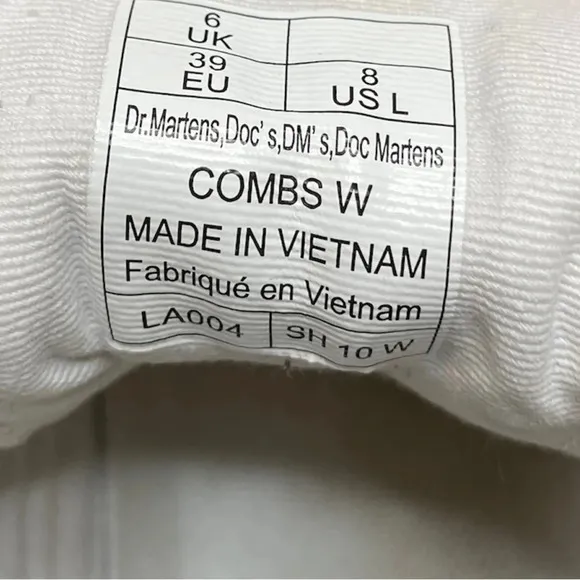 6
UK
39
EU
8
US L
Dr.Martens,Doc's,DM's,Doc Martens
COMBS W
MADE IN VIETNAM
Fabriqué en Vietnam
LA004 SH 10 W